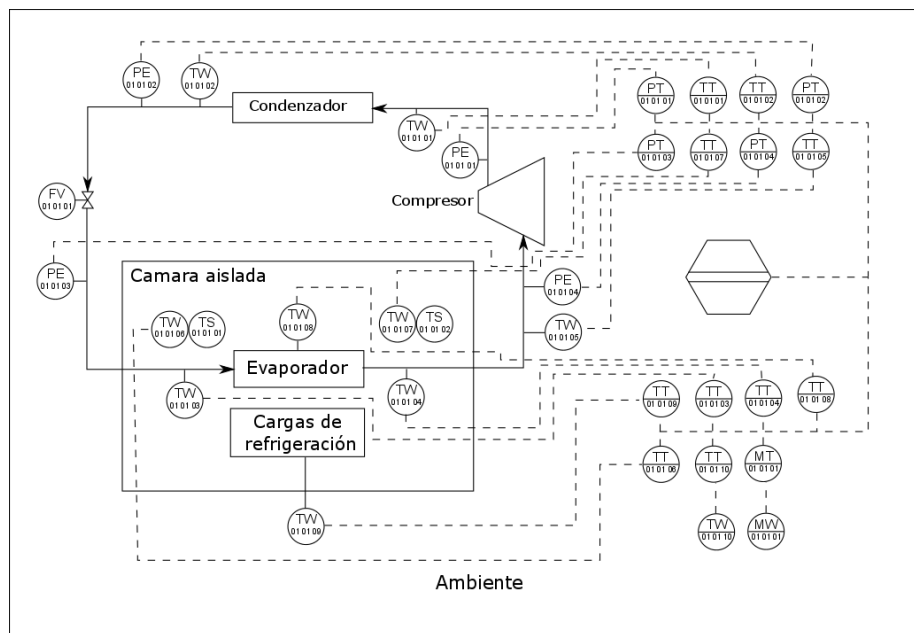 PE
010102
TW
010102
Condenzador
TW
010101
PE
010101
Compresor
PT
010101
TT
010101
TT
010102
PT
010102
PT
010103
TT
010107
PT
010104
TT
010105
FV
010101
PE
010103
Camara aislada
TW
010106
TS
010101
TW
010108
TW
010107
TS
010102
PE
010104
TW
010105
Evaporador
TW
010103
TW
010104
Cargas de
refrigeración
TW
010109
TT
010109
TT
010103
TT
010104
TT
010108
TT
010106
TT
010110
MT
010101
TW
010110
MW
010101
Ambiente